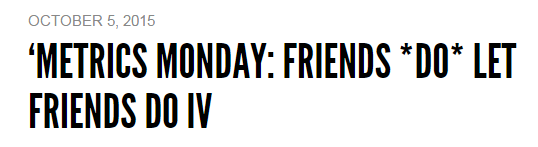 OCTOBER 5, 2015
‘METRICS MONDAY: FRIENDS *DO* LET
FRIENDS DO IV